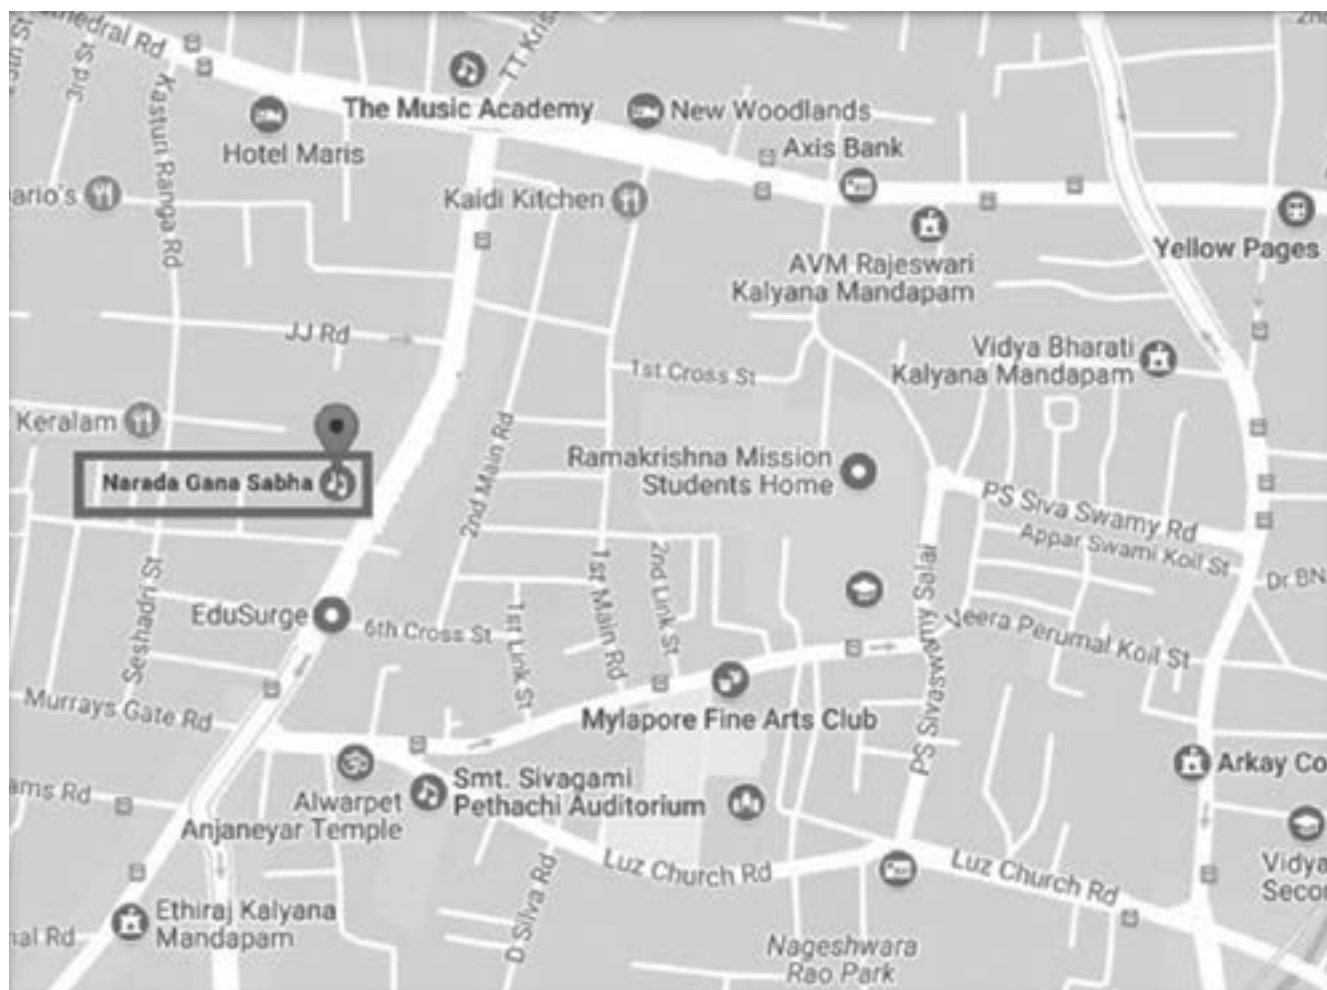 2nd
Rd
3rd St
TT Kris
The Music Academy
New Woodlands
Axis Bank
Hotel Maris
Kasturi Ranga Rd
ario's
Kaidi Kitchen
Yellow Pages
AVM Rajeswari
Kalyana Mandapam
JJ Rd
Vidya Bharati
Kalyana Mandapam
1st Cross St
Keralam
2nd Main Rd
Ramakrishna Mission
Students Home
Narada Gana Sabha
PS Siva Swamy Rd
Appar Swami Koil St
Dr BN
Seshadri St
1st Main Rd
2nd Link St
EduSurge
6th Cross St
1st Link St
PS Sivaswamy Salai
Veera Perumal Koil St
Murrays Gate Rd
Mylapore Fine Arts Club
ams Rd
Alwarpet
Anjaneyar Temple
Smt. Sivagami
Pethachi Auditorium
Arkay Co
Luz Church Rd
Luz Church Rd
D Silva Rd
Vidya
Secon
Ethiraj Kalyana
Mandapam
al Rd
Nageshwara
Rao Park